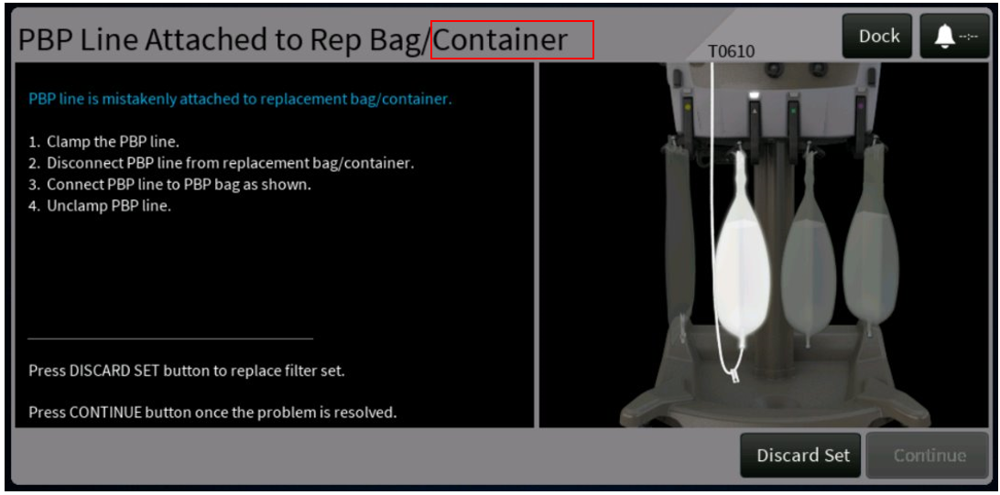 PBP Line Attached to Rep Bag/Container
T0610
Dock
--:--
PBP line is mistakenly attached to replacement bag/container.
1. Clamp the PBP line.
2. Disconnect PBP line from replacement bag/container.
3. Connect PBP line to PBP bag as shown.
4. Unclamp PBP line.
Press DISCARD SET button to replace filter set.
Press CONTINUE button once the problem is resolved.
Discard Set
Continue